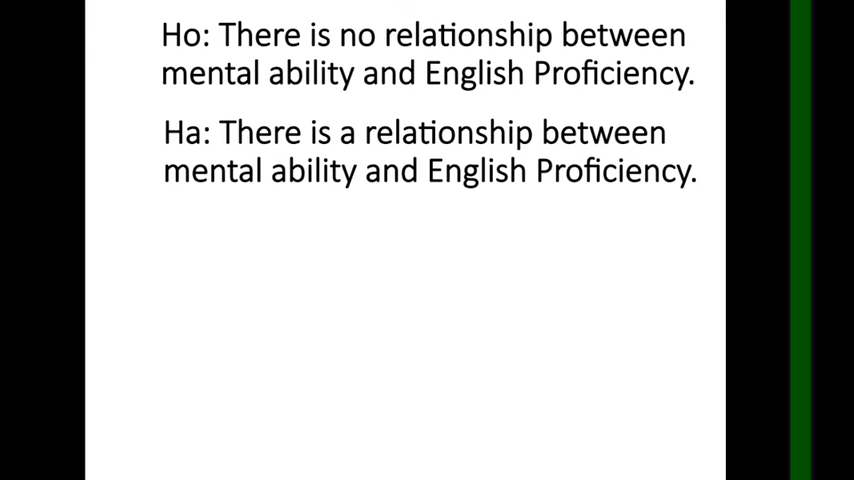 Ho: There is no relationship between
mental ability and English Proficiency.
Ha: There is a relationship between
mental ability and English Proficiency.